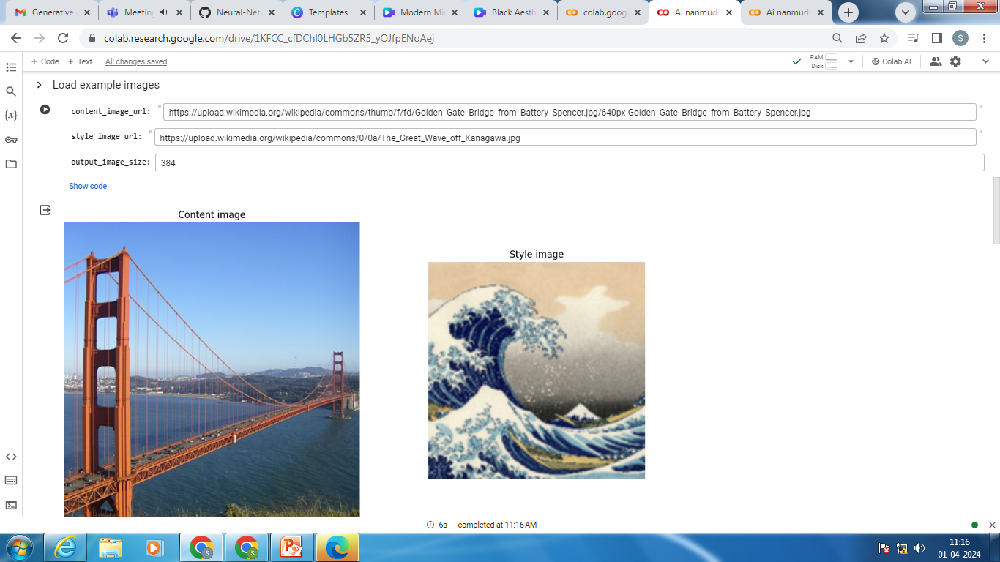 Generative
Meeting
Neural-Net
Templates
Modern Mi
Black Aesth
colab.goog
Ai nanmud
Ai nanmud
colab.research.google.com/drive/1KFCC_cfDChI0LHGb5ZR5_yOJfpENoAej
S
+ Code + Text All changes saved
RAM
Disk
Colab AI
Load example images
content_image_url: " https://upload.wikimedia.org/wikipedia/commons/thumb/f/fd/Golden_Gate_Bridge_from_Battery_Spencer.jpg/640px-Golden_Gate_Bridge_from_Battery_Spencer.jpg "
style_image_url: " https://upload.wikimedia.org/wikipedia/commons/0/0a/The_Great_Wave_off_Kanagawa.jpg "
output_image_size: 384
Show code
{x}
Content image
Style image
6s completed at 11:16 AM
11:16
01-04-2024